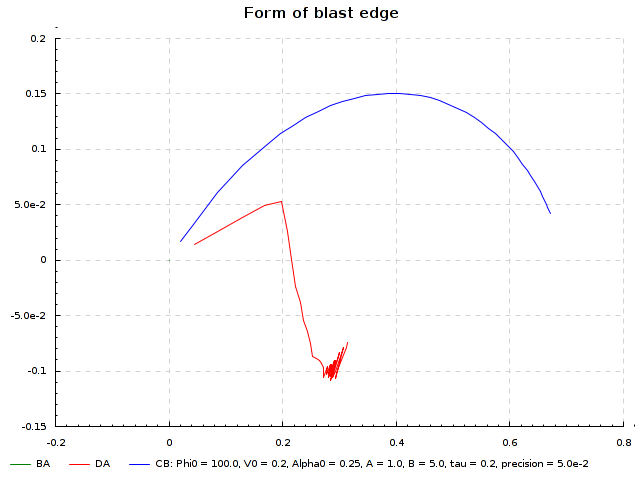 Form of blast edge
0.2
0.15
0.1
5.0e-2
0
-5.0e-2
-0.1
-0.15
-0.2 0 0.2 0.4 0.6 0.8
BA DA CB: Phi0 = 100.0, V0 = 0.2, Alpha0 = 0.25, A = 1.0, B = 5.0, tau = 0.2, precision = 5.0e-2